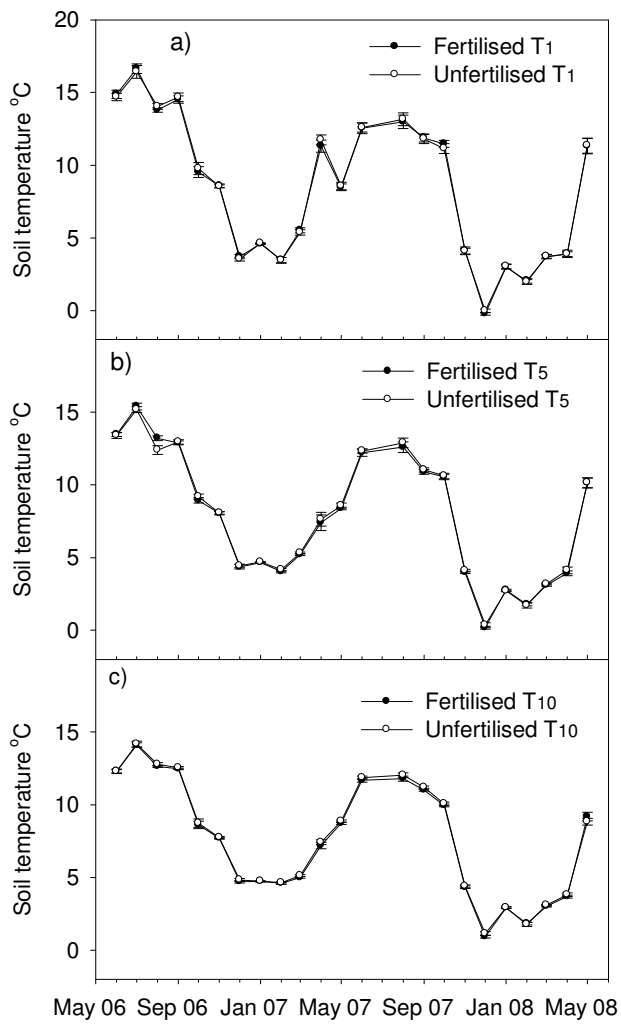 20
a)
Fertilised T1
Unfertilised T1
15
10
5
0
Soil temperature °C
b)
Fertilised T5
Unfertilised T5
15
10
5
0
Soil temperature °C
c)
Fertilised T10
Unfertilised T10
15
10
5
0
Soil temperature °C
May 06 Sep 06 Jan 07 May 07 Sep 07 Jan 08 May 08